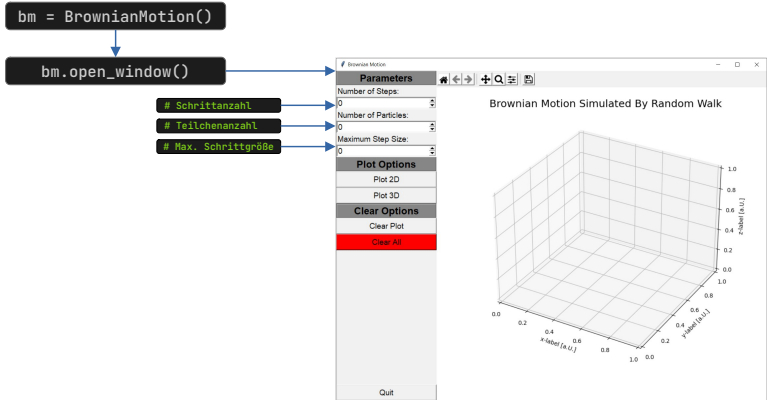 bm = BrownianMotion()
bm.open_window()
# Schrittanzahl
# Teilchenanzahl
# Max. Schrittgröße
Brownian Motion
Parameters
Number of Steps:
0
Number of Particles:
0
Maximum Step Size:
0
Plot Options
Plot 2D
Plot 3D
Clear Options
Clear Plot
Clear All
Quit
Brownian Motion Simulated By Random Walk
1.0
0.8
0.6
0.4
0.2
0.0
z-label [a.U.]
1.0
0.8
0.6
0.4
0.2
0.0
y-label [a.U.]
0.0
0.2
0.4
0.6
0.8
1.0
x-label [a.U.]